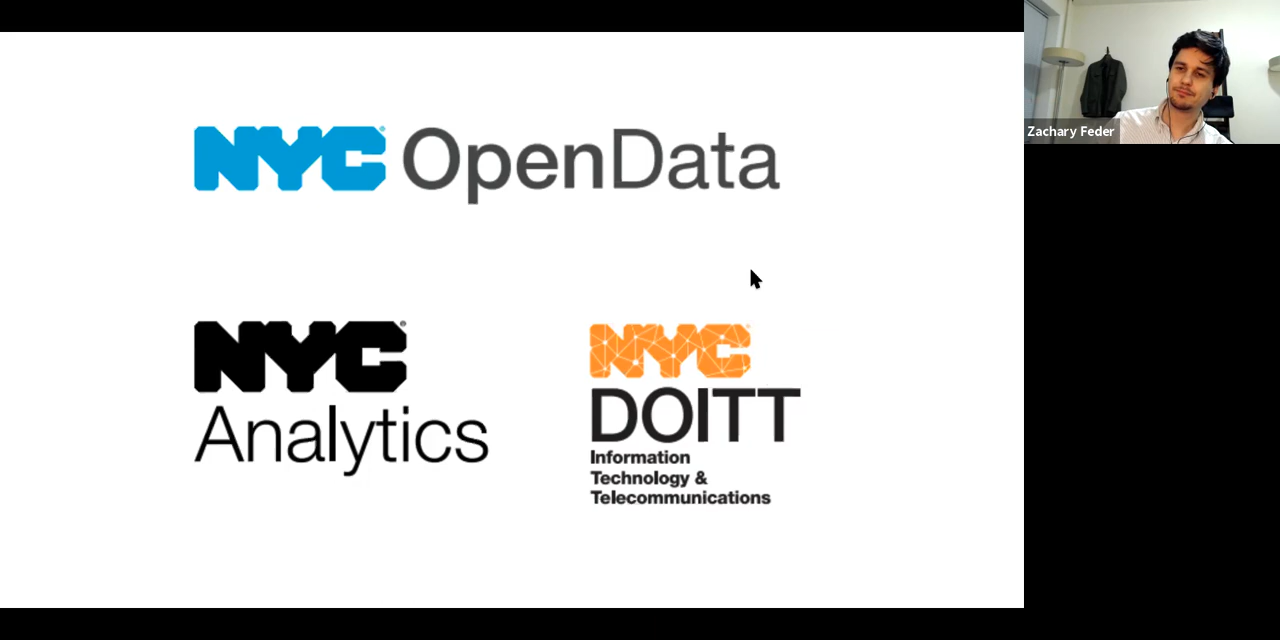 NYC OpenData
NYC
Analytics
NYC
DOITT
Information
Technology &
Telecommunications
Zachary Feder